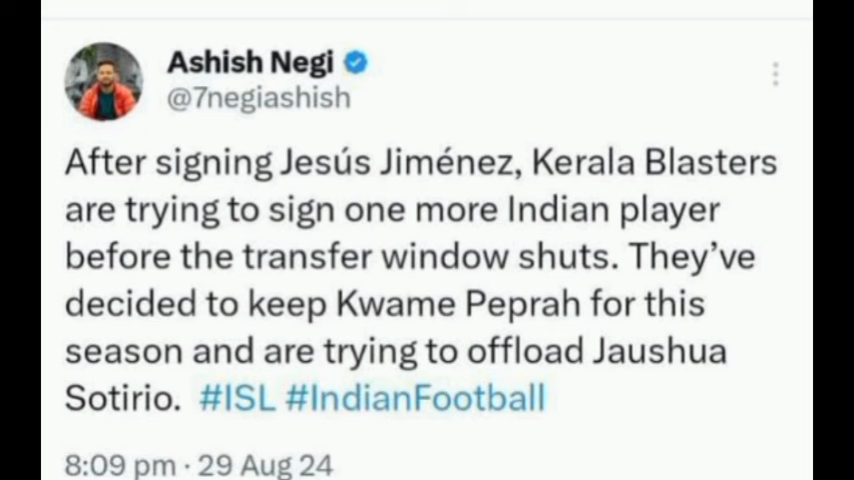 Ashish Negi
@7negiashish
After signing Jesús Jiménez, Kerala Blasters
are trying to sign one more Indian player
before the transfer window shuts. They’ve
decided to keep Kwame Peprah for this
season and are trying to offload Jaushua
Sotirio. #ISL #IndianFootball
8:09 pm · 29 Aug 24